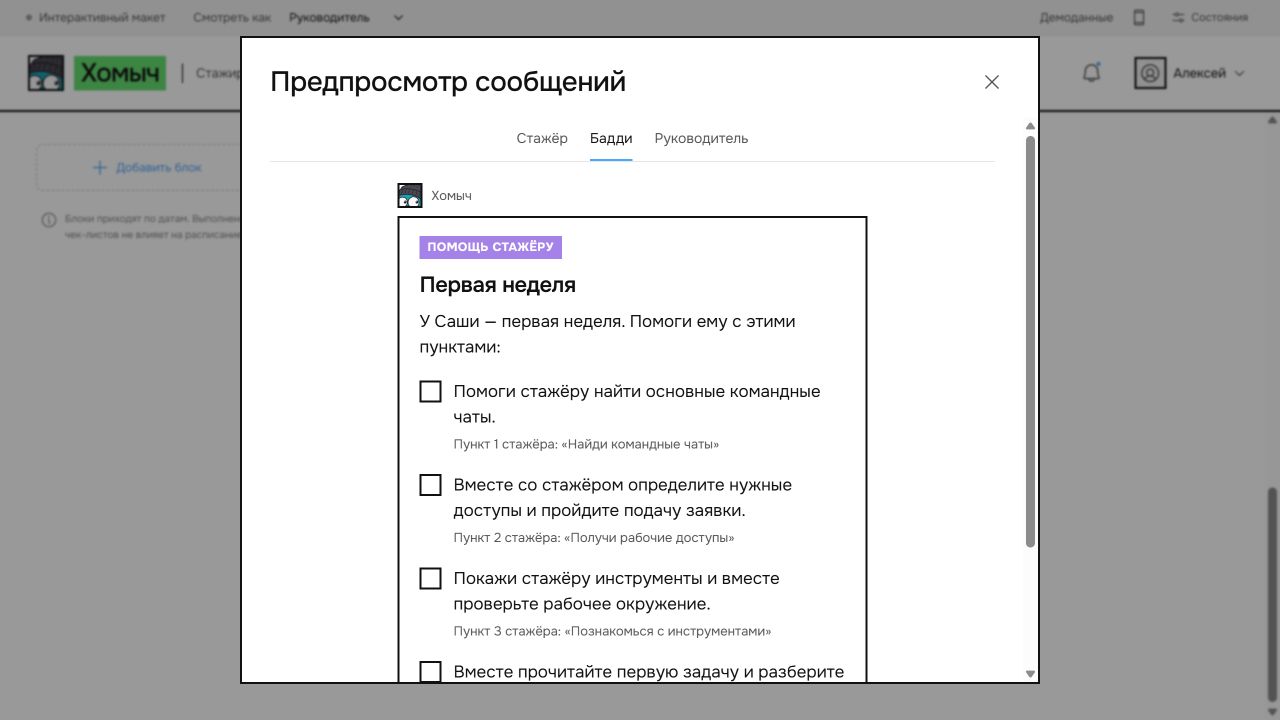 Интерактивный макет
Смотреть как
Руководитель
Демоданные
Состояния
Хомыч
Алексей
Добавить блок
Блоки приходят по датам. Выполнен
чек-листов не влияет на расписание
Предпросмотр сообщений
Стажёр
Бадди
Руководитель
Хомыч
ПОМОЩЬ СТАЖЁРУ
Первая неделя
У Саши — первая неделя. Помоги ему с этими
пунктами:
Помоги стажёру найти основные командные
чаты.
Пункт 1 стажёра: «Найди командные чаты»
Вместе со стажёром определите нужные
доступы и пройдите подачу заявки.
Пункт 2 стажёра: «Получи рабочие доступы»
Покажи стажёру инструменты и вместе
проверьте рабочее окружение.
Пункт 3 стажёра: «Познакомься с инструментами»
Вместе прочитайте первую задачу и разберите